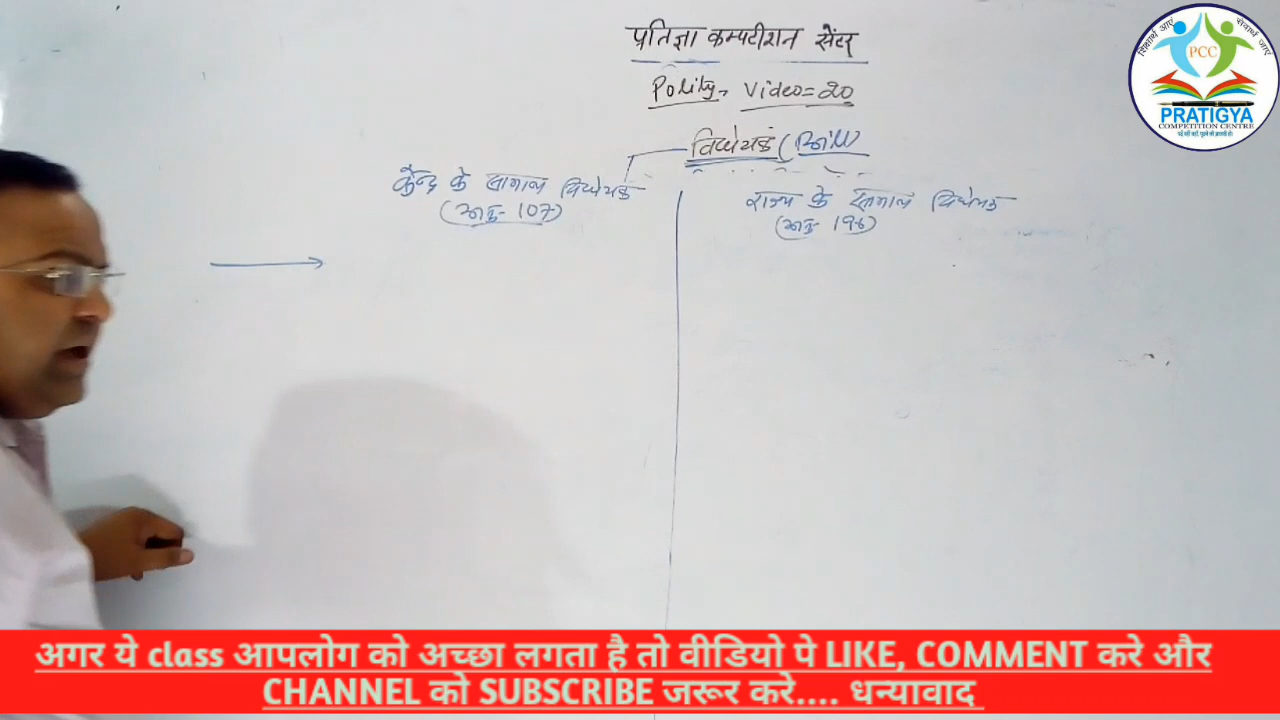 प्रतिज्ञा कम्पटीशन सेंटर
Polity, Video=20
विधेयक (Bill)
केन्द्र के सामान्य विधेयक
(अनु- 107)
राज्य के सामान्य विधेयक
(अनु- 196)
शिक्षार्थ आएं सेवार्थ जाएं
PCC
PRATIGYA
COMPETITION CENTRE
अगर ये class आपलोग को अच्छा लगता है तो वीडियो पे LIKE, COMMENT करे और
CHANNEL को SUBSCRIBE जरूर करे.... धन्यावाद